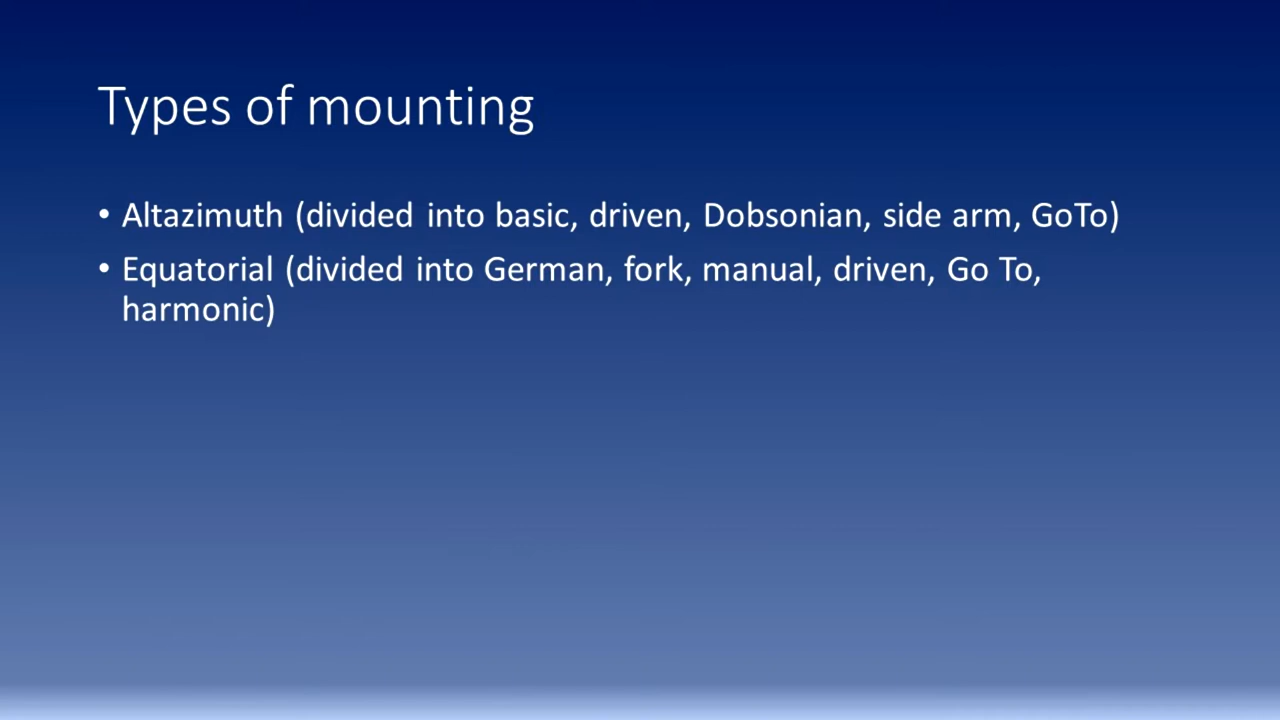 Types of mounting
• Altazimuth (divided into basic, driven, Dobsonian, side arm, GoTo)
• Equatorial (divided into German, fork, manual, driven, Go To,
harmonic)